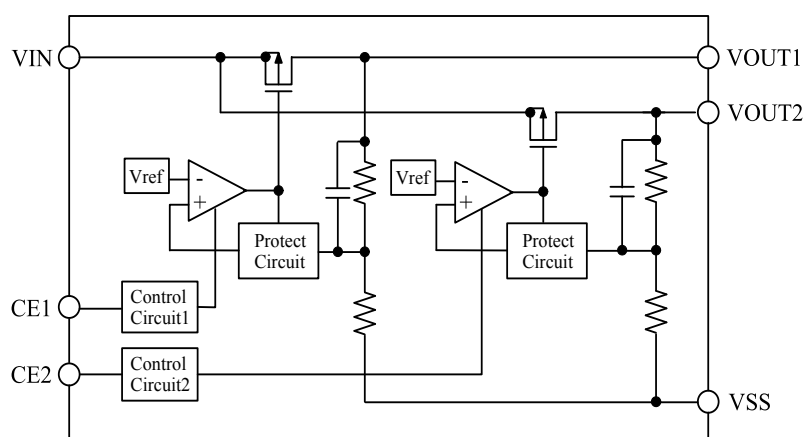 VIN
VOUT1
VOUT2
Vref
-
+
Vref
-
+
Protect
Circuit
Protect
Circuit
CE1
Control
Circuit1
CE2
Control
Circuit2
VSS